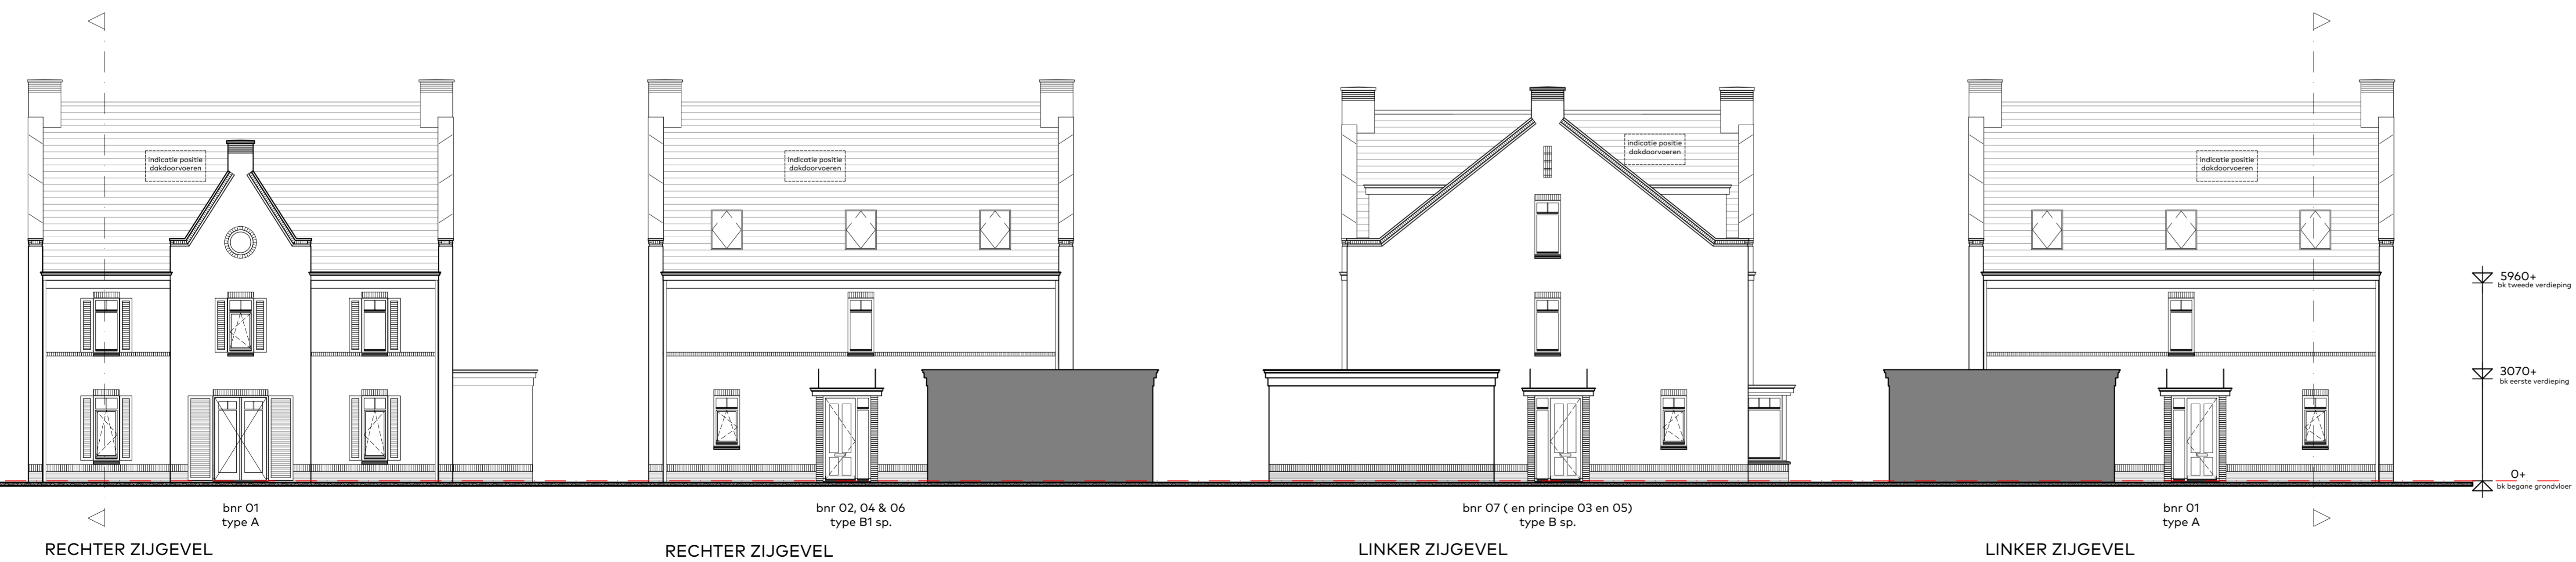 indicatie positie
dakdoorvoeren
bnr 01
type A
RECHTER ZIJGEVEL
indicatie positie
dakdoorvoeren
bnr 02, 04 & 06
type B1 sp.
RECHTER ZIJGEVEL
indicatie positie
dakdoorvoeren
bnr 07 ( en principe 03 en 05)
type B sp.
LINKER ZIJGEVEL
indicatie positie
dakdoorvoeren
bnr 01
type A
LINKER ZIJGEVEL
5960+
bk tweede verdieping
3070+
bk eerste verdieping
0+
bk begane grondvloer